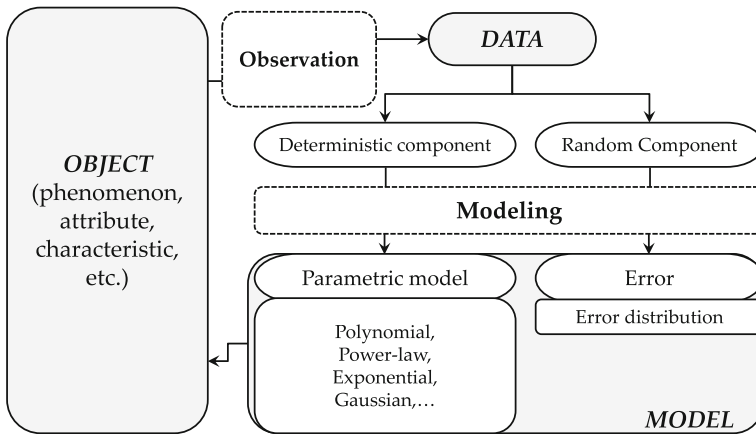 OBJECT
(phenomenon,
attribute,
characteristic,
etc.)
Observation
DATA
Deterministic component
Random Component
Modeling
Parametric model
Error
Error distribution
Polynomial,
Power-law,
Exponential,
Gaussian,...
MODEL